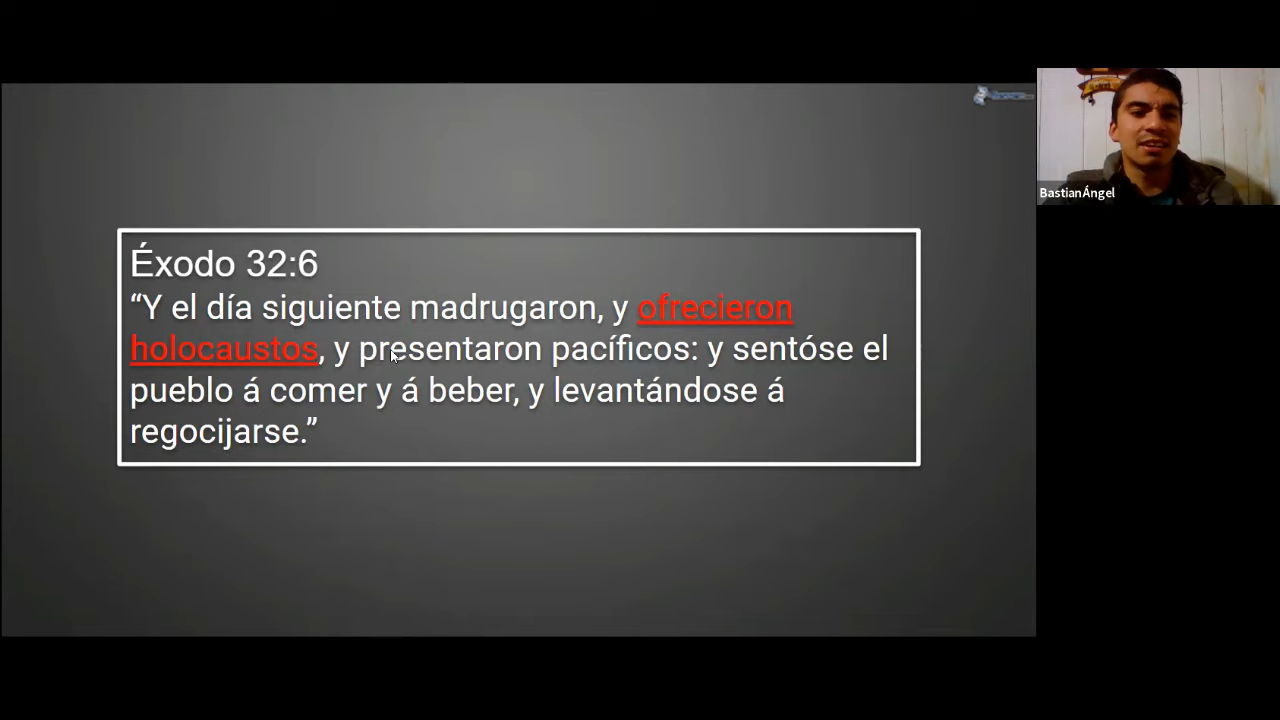 Éxodo 32:6
“Y el día siguiente madrugaron, y ofrecieron
holocaustos, y presentaron pacíficos: y sentóse el
pueblo á comer y á beber, y levantándose á
regocijarse.”
BastianÁngel